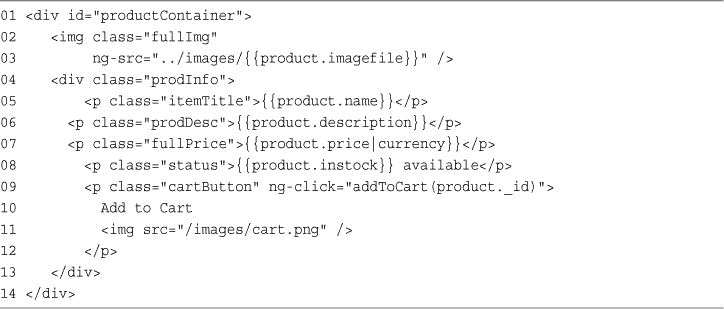 01 <div id="productContainer">
02   <img class="fullImg"
03        ng-src="../images/{{product.imagefile}}" />
04   <div class="prodInfo">
05       <p class="itemTitle">{{product.name}}</p>
06     <p class="prodDesc">{{product.description}}</p>
07     <p class="fullPrice">{{product.price|currency}}</p>
08       <p class="status">{{product.instock}} available</p>
09       <p class="cartButton" ng-click="addToCart(product._id)">
10         Add to Cart
11         <img src="/images/cart.png" />
12       </p>
13   </div>
14 </div>